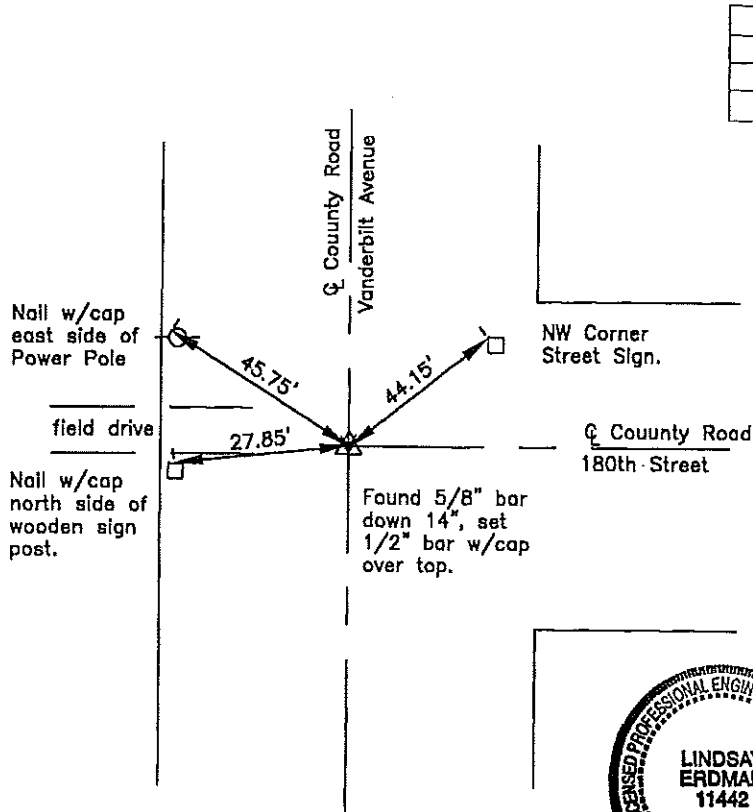 ℄ Couunty Road
Vanderbilt Avenue
Nail w/cap
east side of
Power Pole
45.75'
44.15'
NW Corner
Street Sign.
field drive
27.85'
℄ Couunty Road
180th Street
Nail w/cap
north side of
wooden sign
post.
Found 5/8" bar
down 14", set
1/2" bar w/cap
over top.
PROFESSIONAL
11442